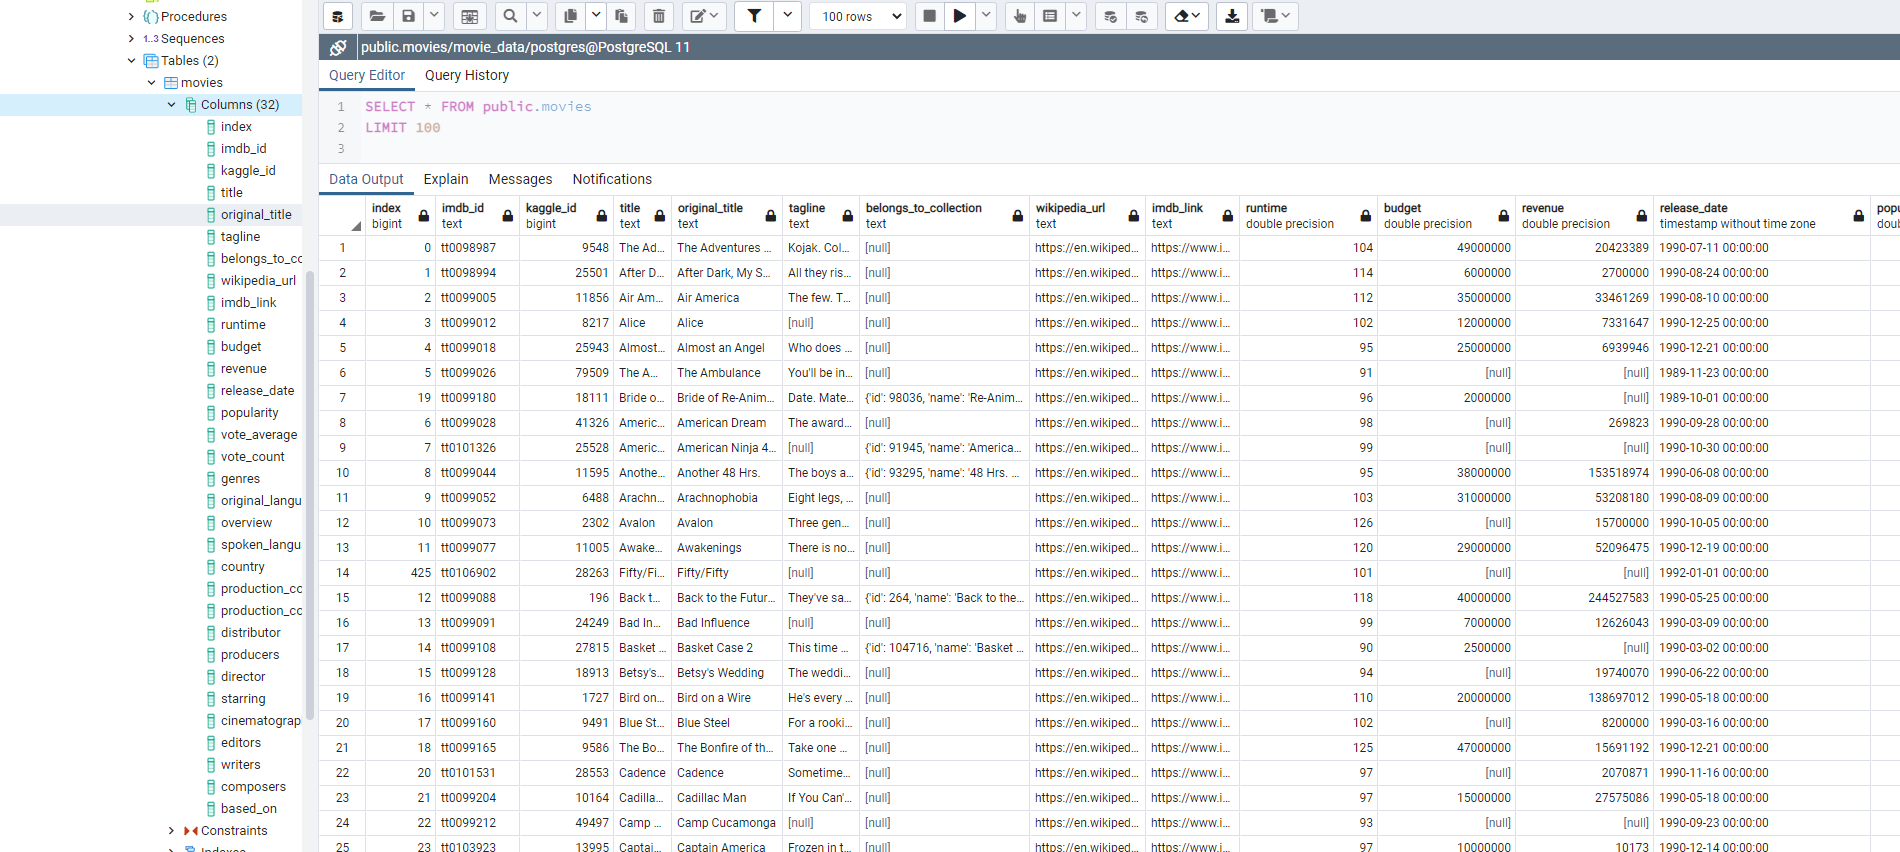 Procedures
1..3 Sequences
Tables (2)
movies
Columns (32)
index
imdb_id
kaggle_id
title
original_title
tagline
belongs_to_co
wikipedia_url
imdb_link
runtime
budget
revenue
release_date
popularity
vote_average
vote_count
genres
original_langu
overview
spoken_langu
country
production_cc
production_cc
distributor
producers
director
starring
cinematograp
editors
writers
composers
based_on
Constraints
100 rows
public.movies/movie_data/postgres@PostgreSQL 11
Query Editor Query History
1 SELECT * FROM public.movies
2 LIMIT 100
3
Data Output Explain Messages Notifications
index imdb_id kaggle_id title original_title tagline belongs_to_collection wikipedia_url imdb_link runtime budget revenue release_date popu
bigint text bigint text text text text text text double precision double precision double precision timestamp without time zone doub
1 0 tt0098987 9548 The Ad... The Adventures ... Kojak. Col... [null] https://en.wikiped... https://www.i... 104 49000000 20423389 1990-07-11 00:00:00
2 1 tt0098994 25501 After D... After Dark, My S... All they ris... [null] https://en.wikiped... https://www.i... 114 6000000 2700000 1990-08-24 00:00:00
3 2 tt0099005 11856 Air Am... Air America The few. T... [null] https://en.wikiped... https://www.i... 112 35000000 33461269 1990-08-10 00:00:00
4 3 tt0099012 8217 Alice Alice [null] [null] https://en.wikiped... https://www.i... 102 12000000 7331647 1990-12-25 00:00:00
5 4 tt0099018 25943 Almost... Almost an Angel Who does ... [null] https://en.wikiped... https://www.i... 95 25000000 6939946 1990-12-21 00:00:00
6 5 tt0099026 79509 The A... The Ambulance You'll be in... [null] https://en.wikiped... https://www.i... 91 [null] [null] 1989-11-23 00:00:00
7 19 tt0099180 18111 Bride o... Bride of Re-Anim... Date. Mate... {'id': 98036, 'name': 'Re-Anim... https://en.wikiped... https://www.i... 96 2000000 [null] 1989-10-01 00:00:00
8 6 tt0099028 41326 Americ... American Dream The award... [null] https://en.wikiped... https://www.i... 98 [null] 269823 1990-09-28 00:00:00
9 7 tt0101326 25528 Americ... American Ninja 4... [null] {'id': 91945, 'name': 'America... https://en.wikiped... https://www.i... 99 [null] [null] 1990-10-30 00:00:00
10 8 tt0099044 11595 Anothe... Another 48 Hrs. The boys a... {'id': 93295, 'name': '48 Hrs. ... https://en.wikiped... https://www.i... 95 38000000 153518974 1990-06-08 00:00:00
11 9 tt0099052 6488 Arachn... Arachnophobia Eight legs, ... [null] https://en.wikiped... https://www.i... 103 31000000 53208180 1990-08-09 00:00:00
12 10 tt0099073 2302 Avalon Avalon Three gen... [null] https://en.wikiped... https://www.i... 126 [null] 15700000 1990-10-05 00:00:00
13 11 tt0099077 11005 Awake... Awakenings There is no... [null] https://en.wikiped... https://www.i... 120 29000000 52096475 1990-12-19 00:00:00
14 425 tt0106902 28263 Fifty/Fi... Fifty/Fifty [null] [null] https://en.wikiped... https://www.i... 101 [null] [null] 1992-01-01 00:00:00
15 12 tt0099088 196 Back t... Back to the Futur... They've sa... {'id': 264, 'name': 'Back to the... https://en.wikiped... https://www.i... 118 40000000 244527583 1990-05-25 00:00:00
16 13 tt0099091 24249 Bad In... Bad Influence [null] [null] https://en.wikiped... https://www.i... 99 7000000 12626043 1990-03-09 00:00:00
17 14 tt0099108 27815 Basket ... Basket Case 2 This time ... {'id': 104716, 'name': 'Basket ... https://en.wikiped... https://www.i... 90 2500000 [null] 1990-03-02 00:00:00
18 15 tt0099128 18913 Betsy's... Betsy's Wedding The weddi... [null] https://en.wikiped... https://www.i... 94 [null] 19740070 1990-06-22 00:00:00
19 16 tt0099141 1727 Bird on... Bird on a Wire He's every ... [null] https://en.wikiped... https://www.i... 110 20000000 138697012 1990-05-18 00:00:00
20 17 tt0099160 9491 Blue St... Blue Steel For a rooki... [null] https://en.wikiped... https://www.i... 102 [null] 8200000 1990-03-16 00:00:00
21 18 tt0099165 9586 The Bo... The Bonfire of th... Take one ... [null] https://en.wikiped... https://www.i... 125 47000000 15691192 1990-12-21 00:00:00
22 20 tt0101531 28553 Cadence Cadence Sometime... [null] https://en.wikiped... https://www.i... 97 [null] 2070871 1990-11-16 00:00:00
23 21 tt0099204 10164 Cadilla... Cadillac Man If You Can'... [null] https://en.wikiped... https://www.i... 97 15000000 27575086 1990-05-18 00:00:00
24 22 tt0099212 49497 Camp ... Camp Cucamonga [null] [null] https://en.wikiped... https://www.i... 93 [null] [null] 1990-09-23 00:00:00
25 23 tt0103923 13995 Captai... Captain America Frozen in t... [null] https://en.wikiped... https://www.i... 97 10000000 10173 1990-12-14 00:00:00